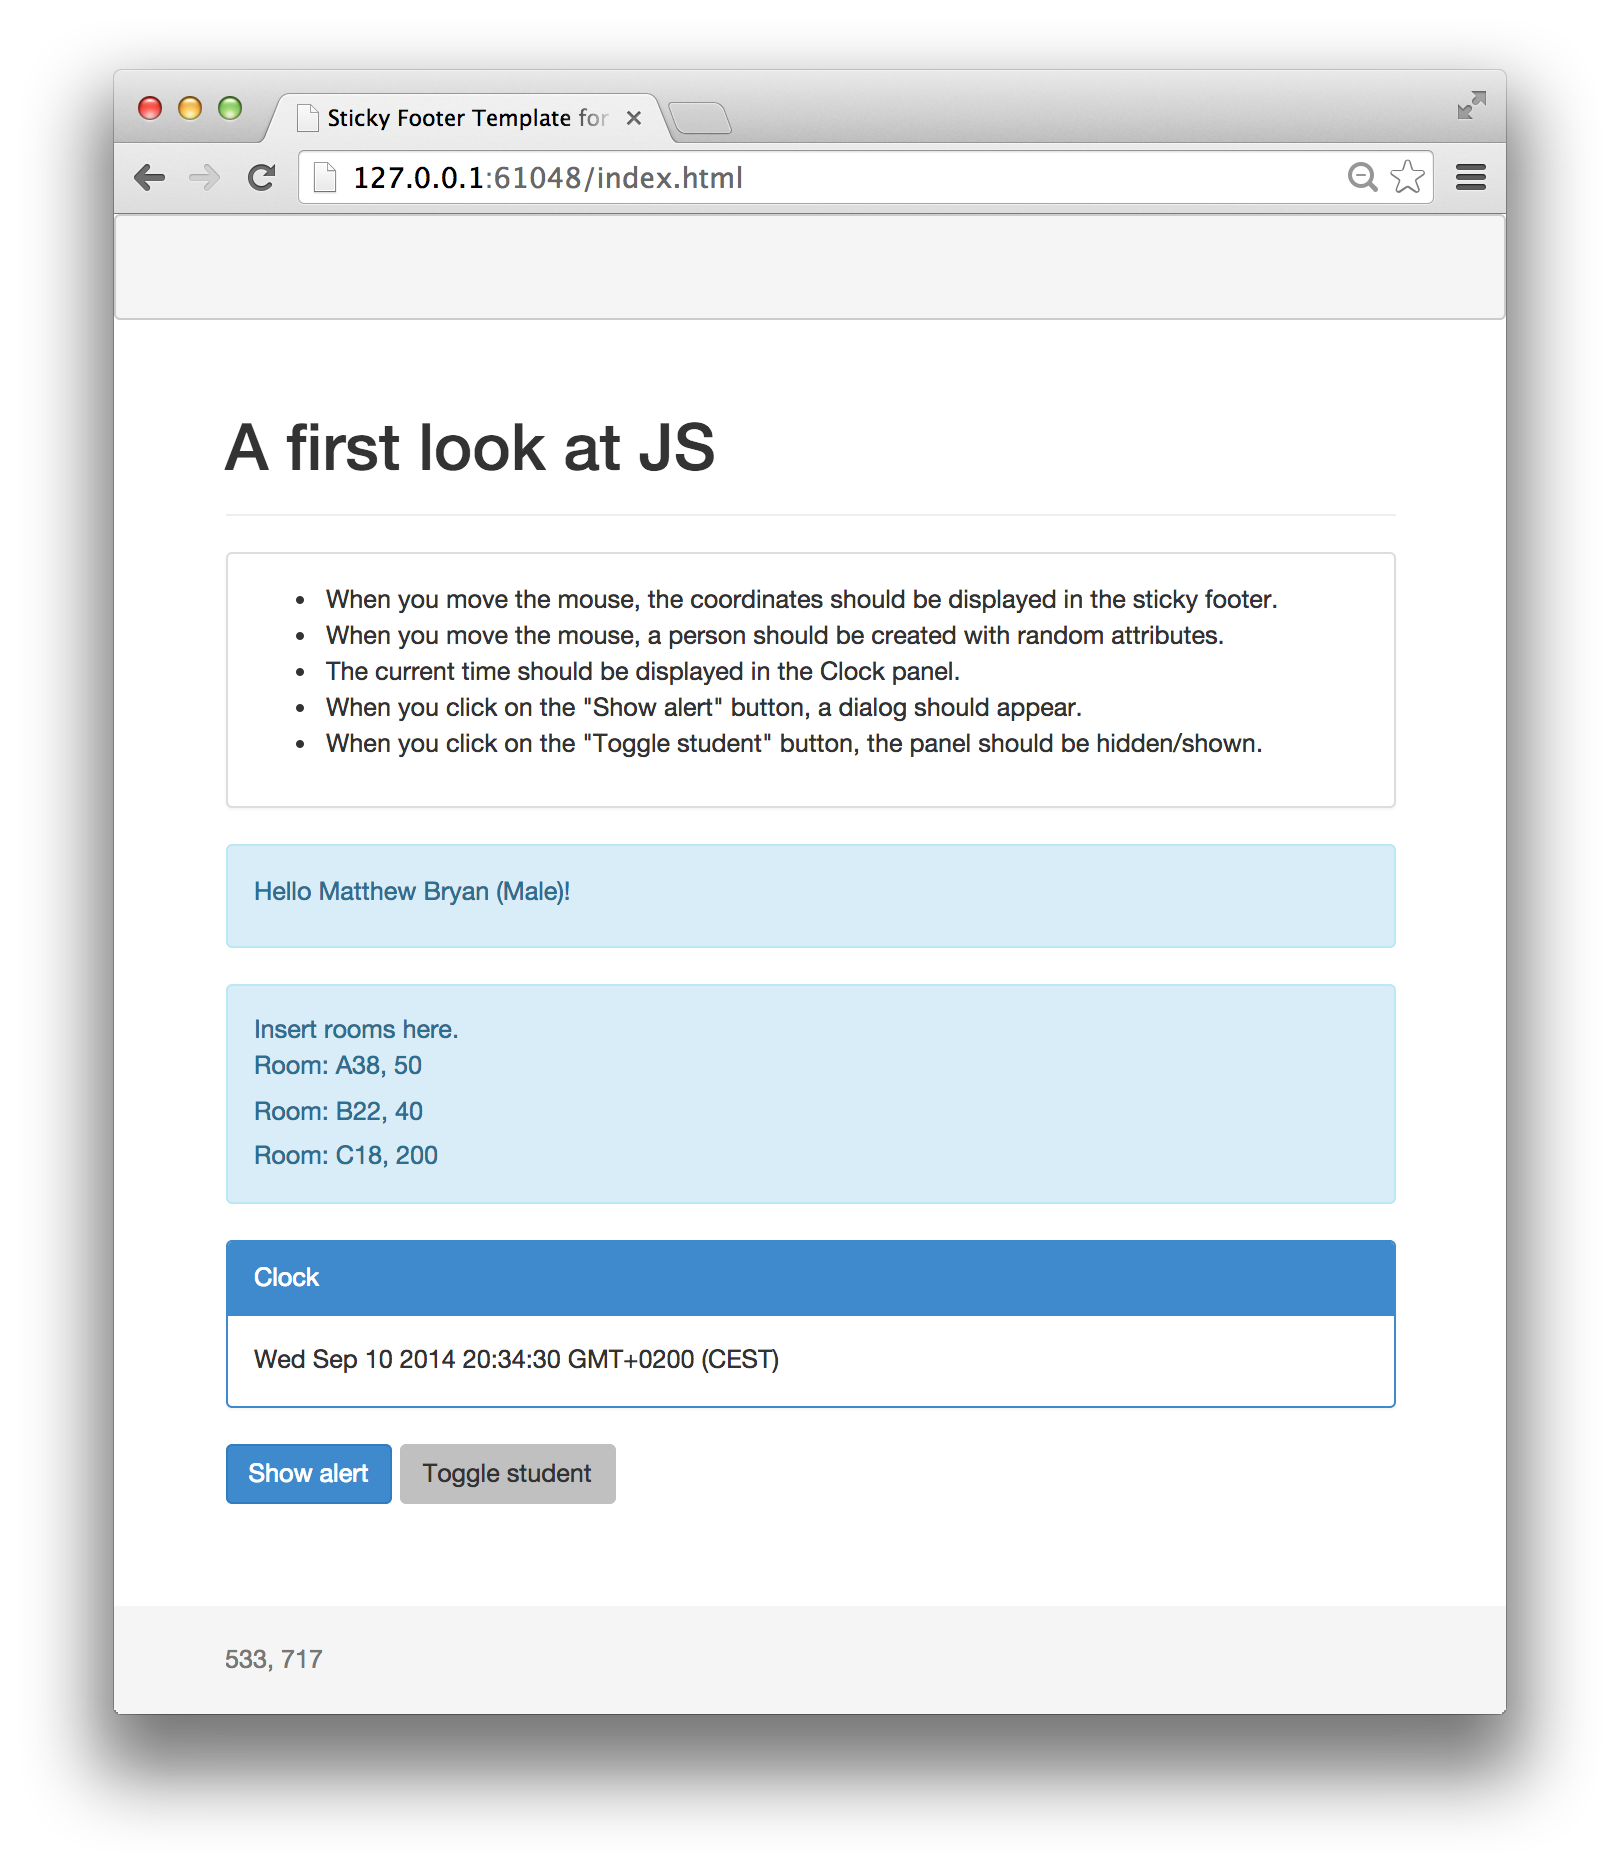 Sticky Footer Template for
127.0.0.1:61048/index.html
A first look at JS
• When you move the mouse, the coordinates should be displayed in the sticky footer.
• When you move the mouse, a person should be created with random attributes.
• The current time should be displayed in the Clock panel.
• When you click on the "Show alert" button, a dialog should appear.
• When you click on the "Toggle student" button, the panel should be hidden/shown.
Hello Matthew Bryan (Male)!
Insert rooms here.
Room: A38, 50
Room: B22, 40
Room: C18, 200
Clock
Wed Sep 10 2014 20:34:30 GMT+0200 (CEST)
Show alert Toggle student
533, 717